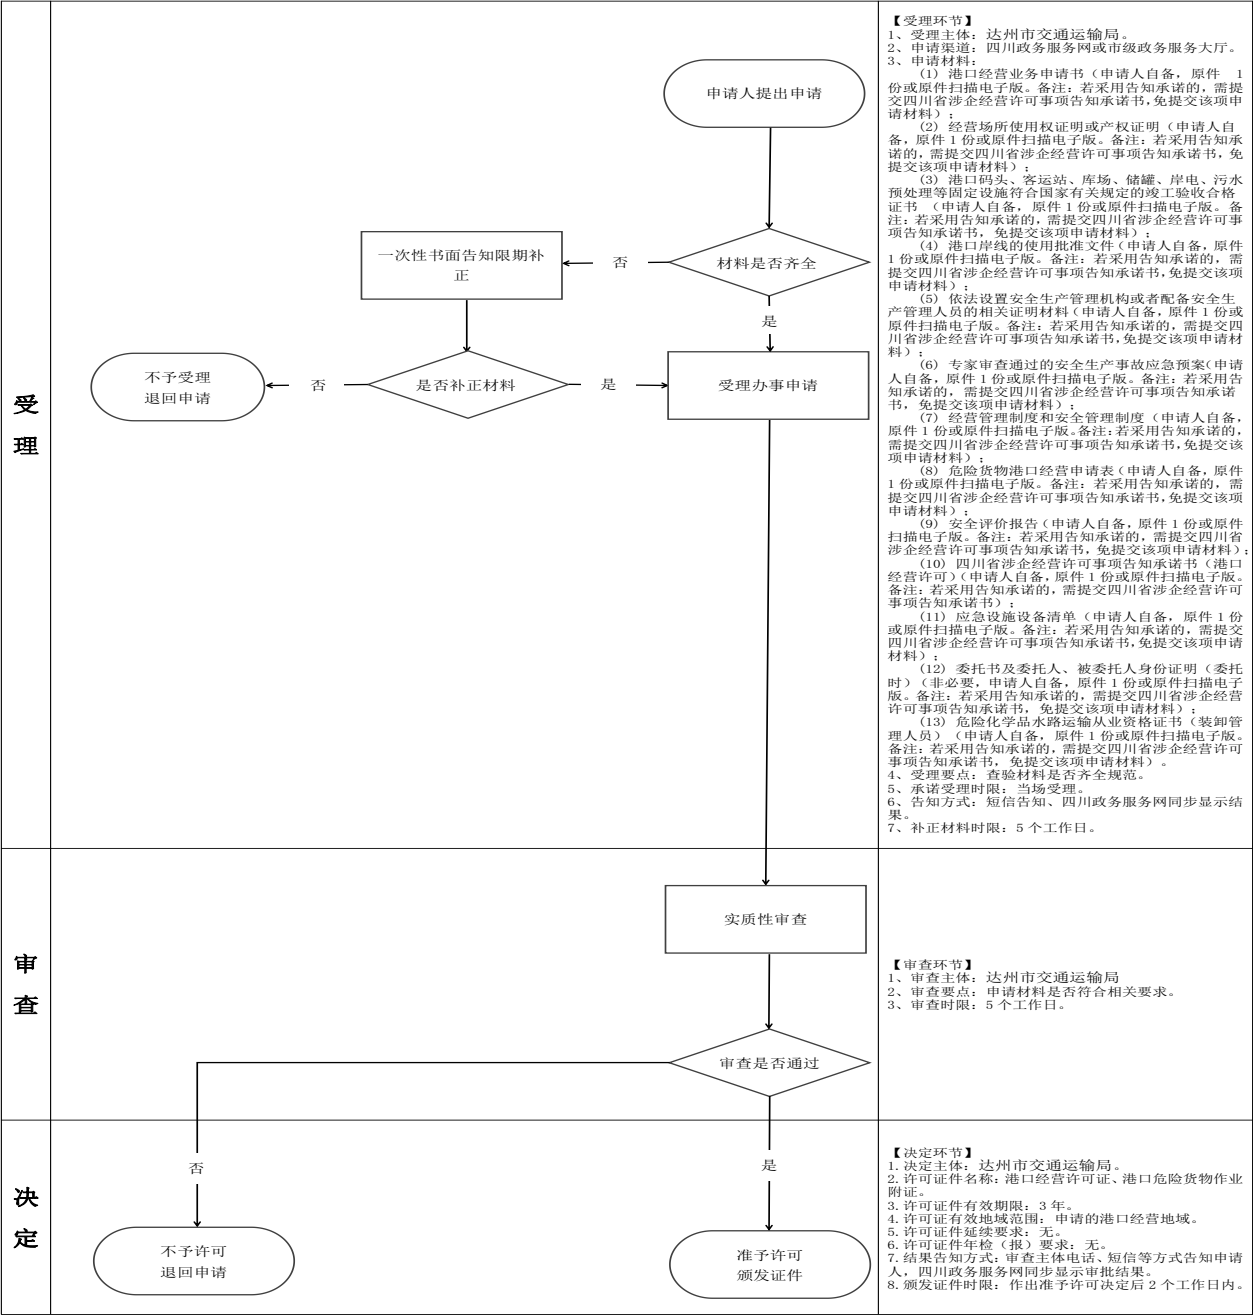 受
理
申请人提出申请
材料是否齐全
否
一次性书面告知限期补
正
是
不予受理
退回申请
否
是否补正材料
是
受理办事申请
【受理环节】
1、受理主体：达州市交通运输局。
2、申请渠道：四川政务服务网或市级政务服务大厅。
3、申请材料：
(1) 港口经营业务申请书（申请人自备，原件 1
份或原件扫描电子版。备注：若采用告知承诺的，需提
交四川省涉企经营许可事项告知承诺书，免提交该项申
请材料）；
(2) 经营场所使用权证明或产权证明（申请人自
备，原件1份或原件扫描电子版。备注：若采用告知承
诺的，需提交四川省涉企经营许可事项告知承诺书，免
提交该项申请材料）；
(3) 港口码头、客运站、库场、储罐、岸电、污水
预处理等固定设施符合国家有关规定的竣工验收合格
证书 （申请人自备，原件1份或原件扫描电子版。备
注：若采用告知承诺的，需提交四川省涉企经营许可事
项告知承诺书，免提交该项申请材料）；
(4) 港口岸线的使用批准文件（申请人自备，原件
1份或原件扫描电子版。备注：若采用告知承诺的，需
提交四川省涉企经营许可事项告知承诺书，免提交该项
申请材料）；
(5) 依法设置安全生产管理机构或者配备安全生
产管理人员的相关证明材料（申请人自备，原件1份或
原件扫描电子版。备注：若采用告知承诺的，需提交四
川省涉企经营许可事项告知承诺书，免提交该项申请材
料）；
(6) 专家审查通过的安全生产事故应急预案（申请
人自备，原件1份或原件扫描电子版。备注：若采用告
知承诺的，需提交四川省涉企经营许可事项告知承诺
书，免提交该项申请材料）；
(7) 经营管理制度和安全管理制度（申请人自备，
原件1份或原件扫描电子版。备注：若采用告知承诺的，
需提交四川省涉企经营许可事项告知承诺书，免提交该
项申请材料）；
(8) 危险货物港口经营申请表（申请人自备，原件
1份或原件扫描电子版。备注：若采用告知承诺的，需
提交四川省涉企经营许可事项告知承诺书，免提交该项
申请材料）；
(9) 安全评价报告（申请人自备，原件1份或原件
扫描电子版。备注：若采用告知承诺的，需提交四川省
涉企经营许可事项告知承诺书，免提交该项申请材料）；
(10) 四川省涉企经营许可事项告知承诺书（港口
经营许可）（申请人自备，原件1份或原件扫描电子版。
备注：若采用告知承诺的，需提交四川省涉企经营许可
事项告知承诺书）；
(11) 应急设施设备清单（申请人自备，原件1份
或原件扫描电子版。备注：若采用告知承诺的，需提交
四川省涉企经营许可事项告知承诺书，免提交该项申请
材料）；
(12) 委托书及委托人、被委托人身份证明（委托
时）（非必要，申请人自备，原件1份或原件扫描电子
版。备注：若采用告知承诺的，需提交四川省涉企经营
许可事项告知承诺书，免提交该项申请材料）；
(13) 危险化学品水路运输从业资格证书（装卸管
理人员）（申请人自备，原件1份或原件扫描电子版。
备注：若采用告知承诺的，需提交四川省涉企经营许可
事项告知承诺书，免提交该项申请材料）。
4、受理要点：查验材料是否齐全规范。
5、承诺受理时限：当场受理。
6、告知方式：短信告知、四川政务服务网同步显示结
果。
7、补正材料时限：5个工作日。
审
查
实质性审查
审查是否通过
【审查环节】
1、审查主体：达州市交通运输局
2、审查要点：申请材料是否符合相关要求。
3、审查时限：5个工作日。
决
定
否
是
不予许可
退回申请
准予许可
颁发证件
【决定环节】
1.决定主体：达州市交通运输局。
2.许可证件名称：港口经营许可证、港口危险货物作业
附证。
3.许可证件有效期限：3年。
4.许可证有效地域范围：申请的港口经营地域。
5.许可证件延续要求：无。
6.许可证件年检（报）要求：无。
7.结果告知方式：审查主体电话、短信等方式告知申请
人，四川政务服务网同步显示审批结果。
8.颁发证件时限：作出准予许可决定后2个工作日内。